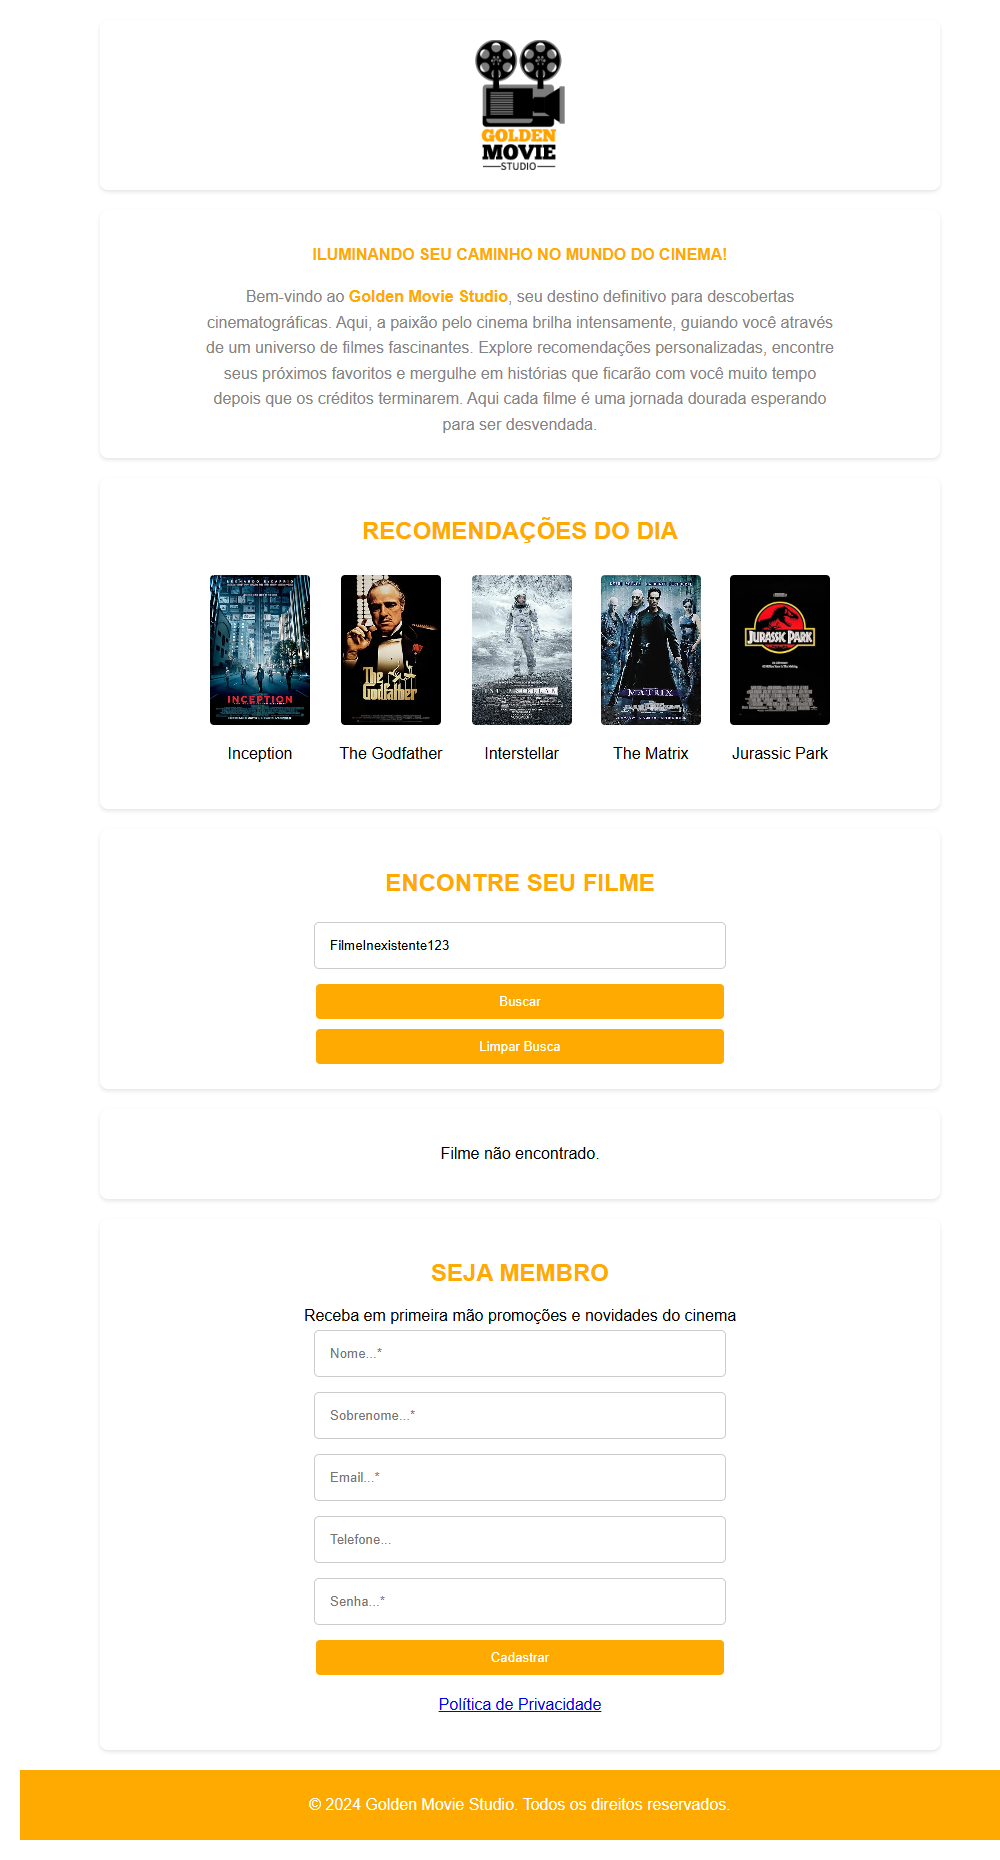 GOLDEN
MOVIE
STUDIO
ILUMINANDO SEU CAMINHO NO MUNDO DO CINEMA!
Bem-vindo ao Golden Movie Studio, seu destino definitivo para descobertas
cinematográficas. Aqui, a paixão pelo cinema brilha intensamente, guiando você através
de um universo de filmes fascinantes. Explore recomendações personalizadas, encontre
seus próximos favoritos e mergulhe em histórias que ficarão com você muito tempo
depois que os créditos terminarem. Aqui cada filme é uma jornada dourada esperando
para ser desvendada.
RECOMENDAÇÕES DO DIA
INCEPTION
The
Godfather
INTERSTELLAR
MATRIX
JURASSIC PARK
Inception
The Godfather
Interstellar
The Matrix
Jurassic Park
ENCONTRE SEU FILME
FilmeInexistente123
Buscar
Limpar Busca
Filme não encontrado.
SEJA MEMBRO
Receba em primeira mão promoções e novidades do cinema
Nome...*
Sobrenome...*
Email...*
Telefone...
Senha...*
Cadastrar
Política de Privacidade
© 2024 Golden Movie Studio. Todos os direitos reservados.